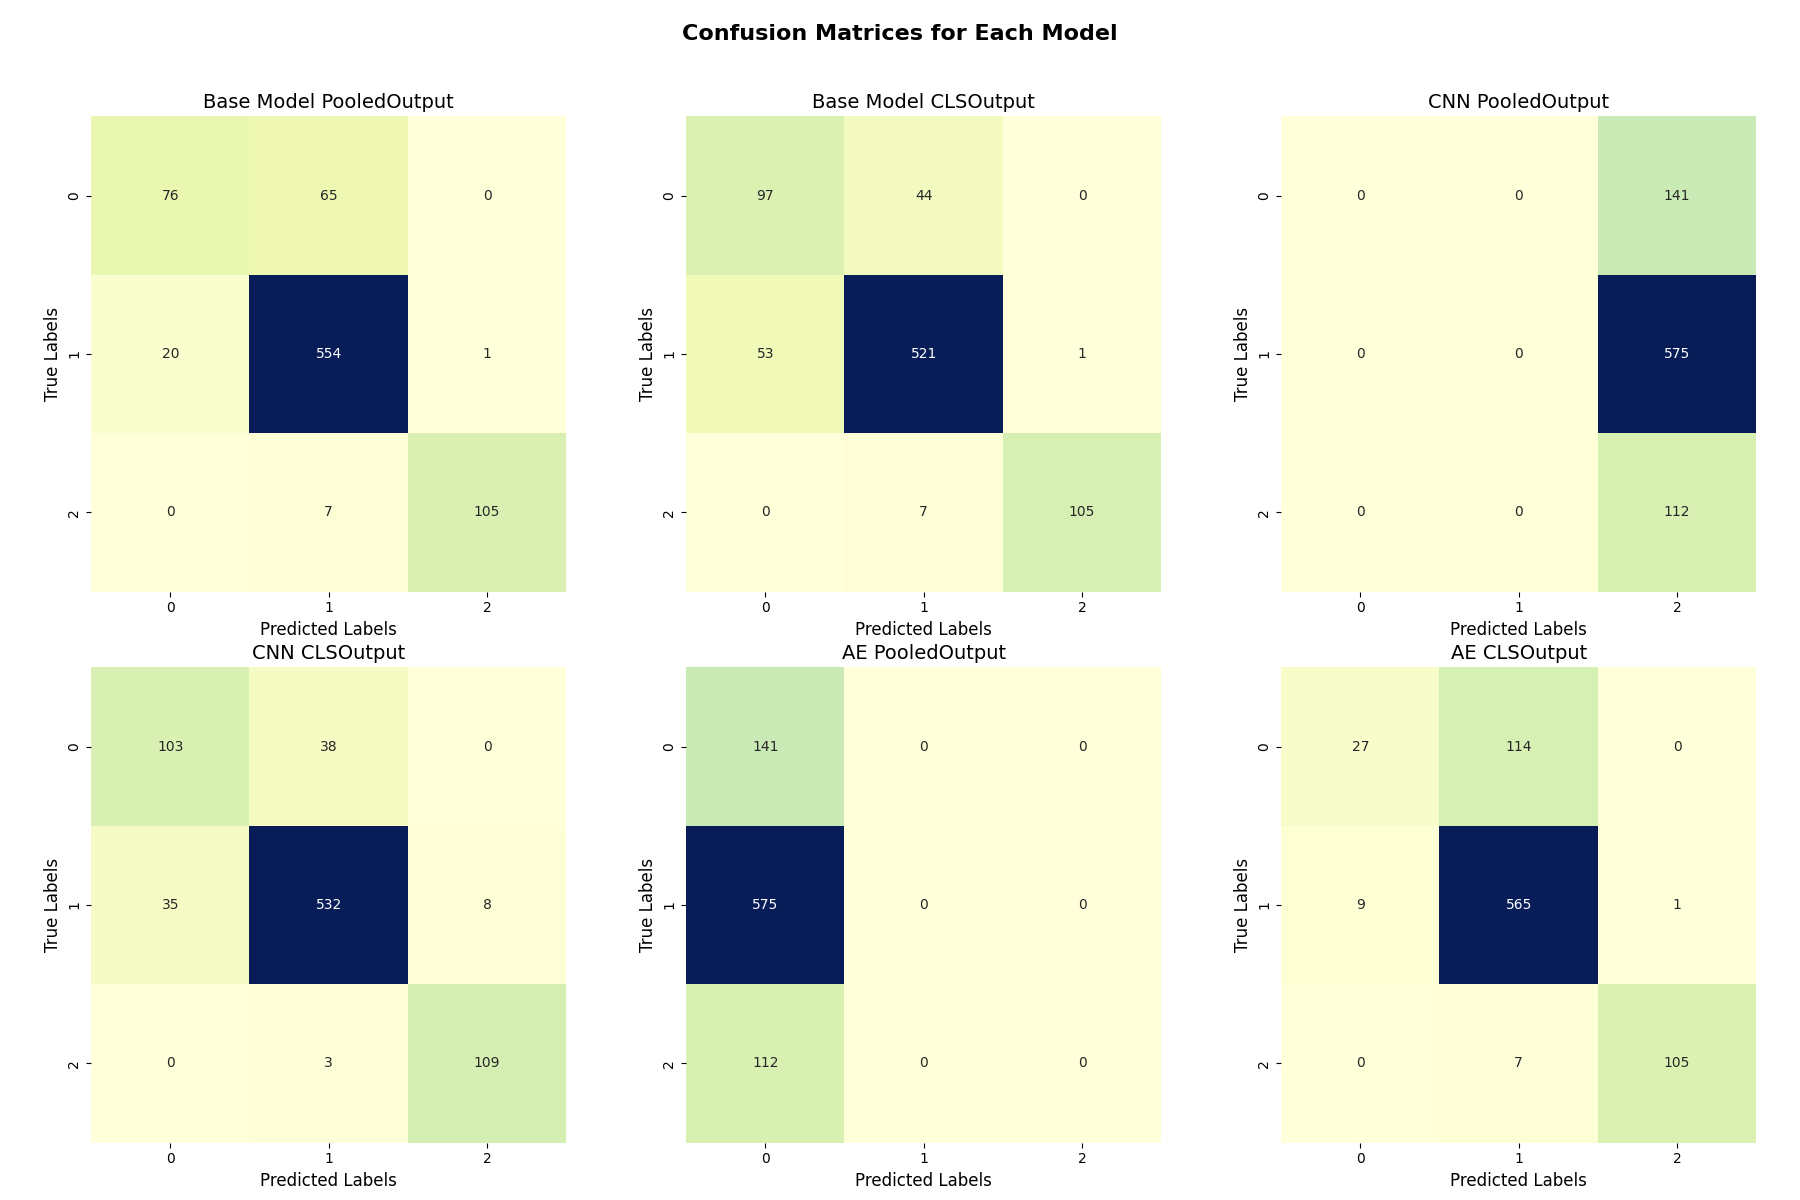 Confusion Matrices for Each Model
Base Model PooledOutput
0 76 65 0
1 20 554 1
2 0 7 105
0 1 2
True Labels
Predicted Labels
Base Model CLSOutput
0 97 44 0
1 53 521 1
2 0 7 105
0 1 2
True Labels
Predicted Labels
CNN PooledOutput
0 0 0 141
1 0 0 575
2 0 0 112
0 1 2
True Labels
Predicted Labels
CNN CLSOutput
0 103 38 0
1 35 532 8
2 0 3 109
0 1 2
True Labels
Predicted Labels
AE PooledOutput
0 141 0 0
1 575 0 0
2 112 0 0
0 1 2
True Labels
Predicted Labels
AE CLSOutput
0 27 114 0
1 9 565 1
2 0 7 105
0 1 2
True Labels
Predicted Labels